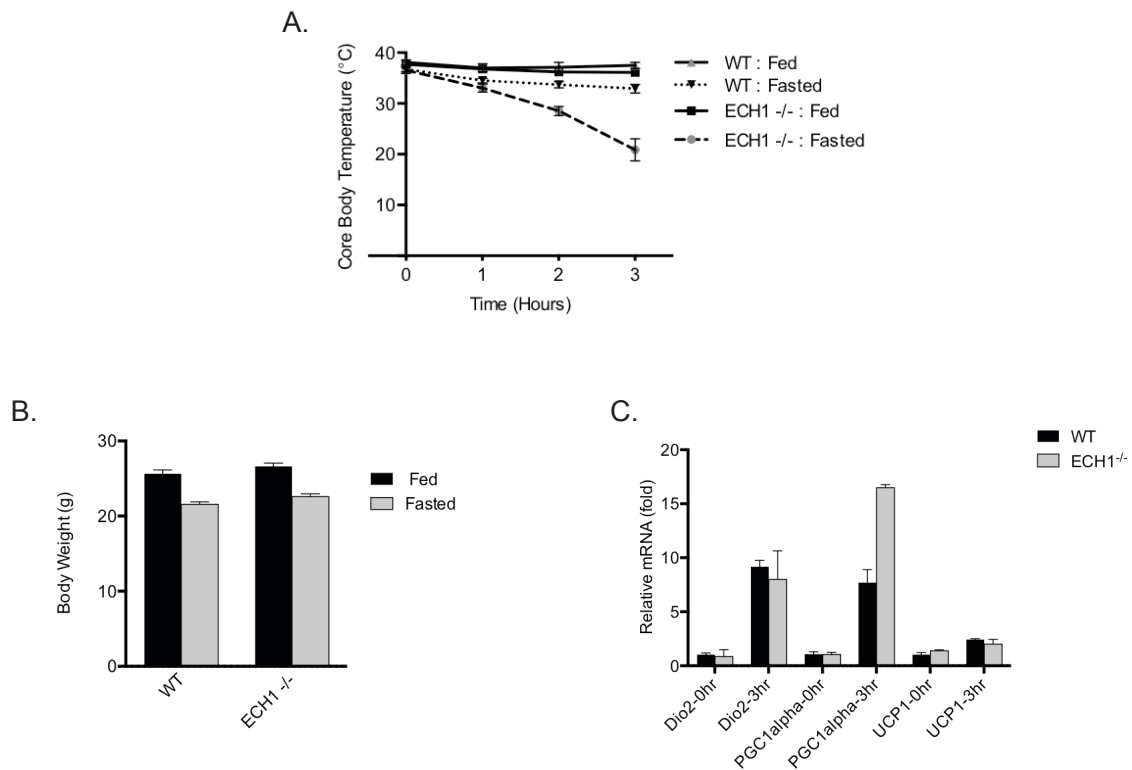 A.
40
30
20
10
Core Body Temperature (°C)
0 1 2 3
Time (Hours)
WT : Fed
WT : Fasted
ECH1 -/- : Fed
ECH1 -/- : Fasted
B.
30
20
10
0
Body Weight (g)
WT
ECH1 -/-
Fed
Fasted
C.
20
15
10
5
0
Relative mRNA (fold)
Dio2-0hr
Dio2-3hr
PGC1alpha-0hr
PGC1alpha-3hr
UCP1-0hr
UCP1-3hr
WT
ECH1-/-